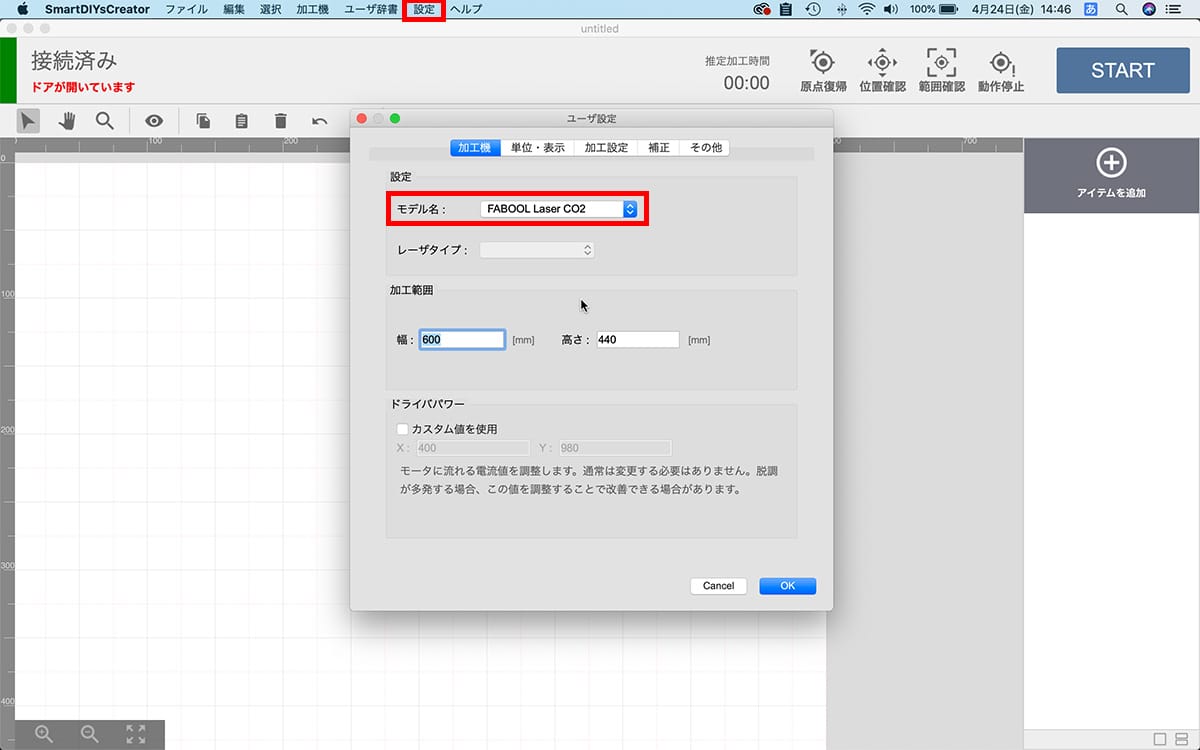 SmartDIYsCreator ファイル 編集 選択 加工機 ユーザ辞書 設定 ヘルプ 100% 4月24日(金) 14:46 あ
untitled
接続済み
ドアが開いています
推定加工時間
00:00
原点復帰 位置確認 範囲確認 動作停止
START
ユーザ設定
加工機 単位・表示 加工設定 補正 その他
設定
モデル名： FABOOL Laser CO2
レーザタイプ：
加工範囲
幅： 600 [mm] 高さ： 440 [mm]
ドライバパワー
カスタム値を使用
X： 400 Y： 980
モータに流れる電流値を調整します。通常は変更する必要はありません。脱調
が多発する場合、この値を調整することで改善できる場合があります。
Cancel OK
アイテムを追加
100 200 700
0
100
200
300
400